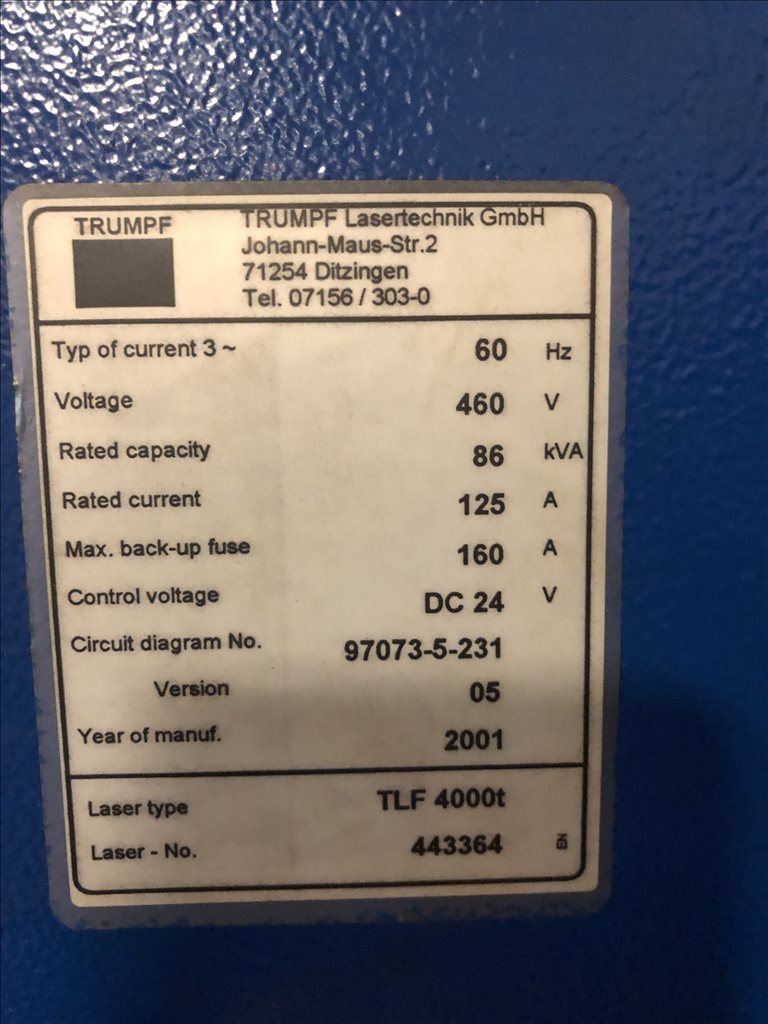 TRUMPF
TRUMPF Lasertechnik GmbH
Johann-Maus-Str.2
71254 Ditzingen
Tel. 07156 / 303-0
Typ of current 3 ~ 60 Hz
Voltage 460 V
Rated capacity 86 kVA
Rated current 125 A
Max. back-up fuse 160 A
Control voltage DC 24 V
Circuit diagram No. 97073-5-231
Version 05
Year of manuf. 2001
Laser type TLF 4000t
Laser - No. 443364 EN